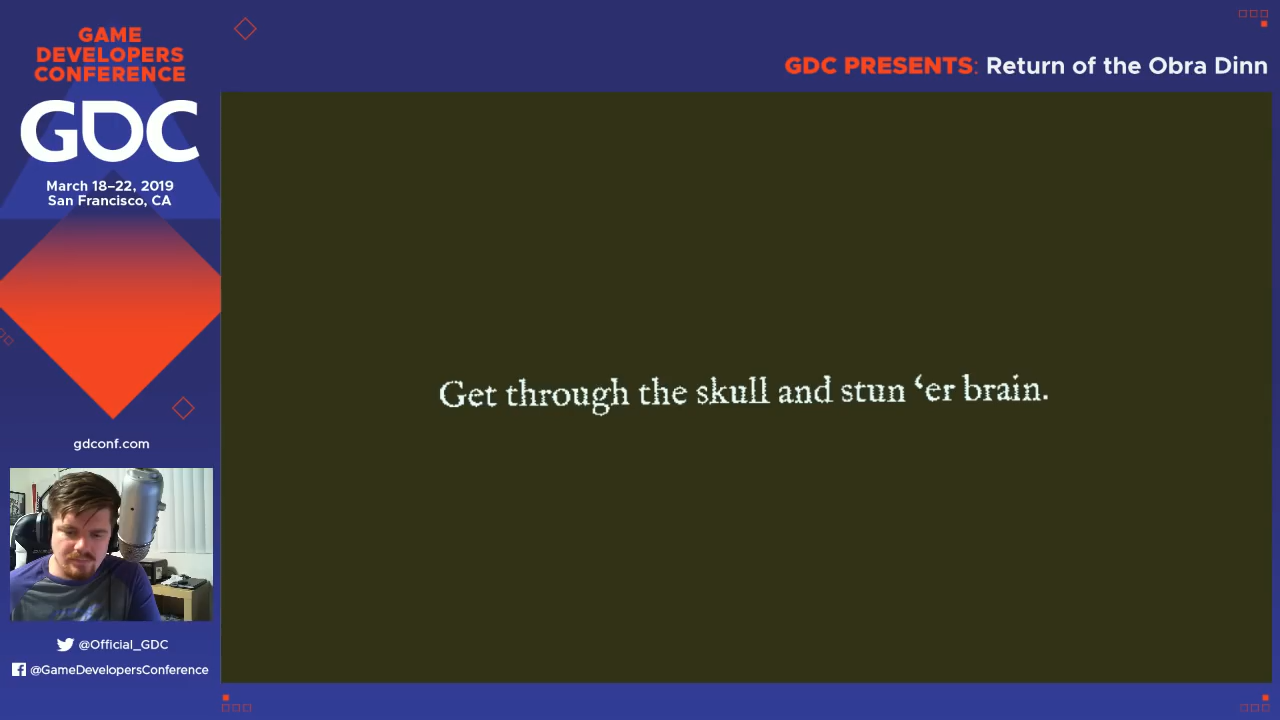 GAME
DEVELOPERS
CONFERENCE
GDC
March 18–22, 2019
San Francisco, CA
gdconf.com
@Official_GDC
@GameDevelopersConference
GDC PRESENTS: Return of the Obra Dinn
Get through the skull and stun ‘er brain.